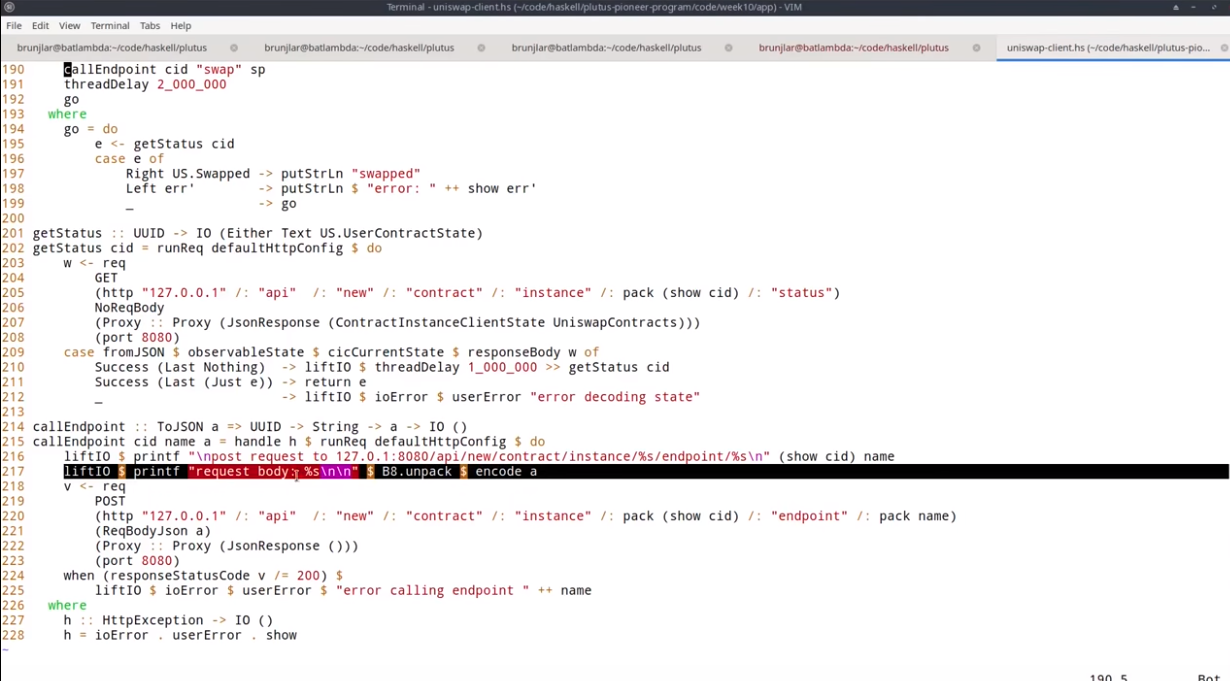 Terminal - uniswap-client.hs (~/code/haskell/plutus-pioneer-program/code/week10/app) - VIM
File Edit View Terminal Tabs Help
brunjlar@batlambda:~/code/haskell/plutus brunjlar@batlambda:~/code/haskell/plutus brunjlar@batlambda:~/code/haskell/plutus brunjlar@batlambda:~/code/haskell/plutus uniswap-client.hs (~/code/haskell/plutus-pio...
190     callEndpoint cid "swap" sp
191     threadDelay 2_000_000
192     go
193   where
194     go = do
195         e <- getStatus cid
196         case e of
197             Right US.Swapped -> putStrLn "swapped"
198             Left err'        -> putStrLn $ "error: " ++ show err'
199             _                -> go
200
201 getStatus :: UUID -> IO (Either Text US.UserContractState)
202 getStatus cid = runReq defaultHttpConfig $ do
203     w <- req
204         GET
205         (http "127.0.0.1" /: "api"  /: "new" /: "contract" /: "instance" /: pack (show cid) /: "status")
206         NoReqBody
207         (Proxy :: Proxy (JsonResponse (ContractInstanceClientState UniswapContracts)))
208         (port 8080)
209     case fromJSON $ observableState $ cicCurrentState $ responseBody w of
210         Success (Last Nothing)  -> liftIO $ threadDelay 1_000_000 >> getStatus cid
211         Success (Last (Just e)) -> return e
212         _                       -> liftIO $ ioError $ userError "error decoding state"
213
214 callEndpoint :: ToJSON a => UUID -> String -> a -> IO ()
215 callEndpoint cid name a = handle h $ runReq defaultHttpConfig $ do
216     liftIO $ printf "\npost request to 127.0.1:8080/api/new/contract/instance/%s/endpoint/%s\n" (show cid) name
217     liftIO $ printf "request body: %s\n\n" $ B8.unpack $ encode a
218     v <- req
219         POST
220         (http "127.0.0.1" /: "api"  /: "new" /: "contract" /: "instance" /: pack (show cid) /: "endpoint" /: pack name)
221         (ReqBodyJson a)
222         (Proxy :: Proxy (JsonResponse ()))
223         (port 8080)
224     when (responseStatusCode v /= 200) $
225         liftIO $ ioError $ userError $ "error calling endpoint " ++ name
226   where
227     h :: HttpException -> IO ()
228     h = ioError . userError . show
~
190,5 Bot